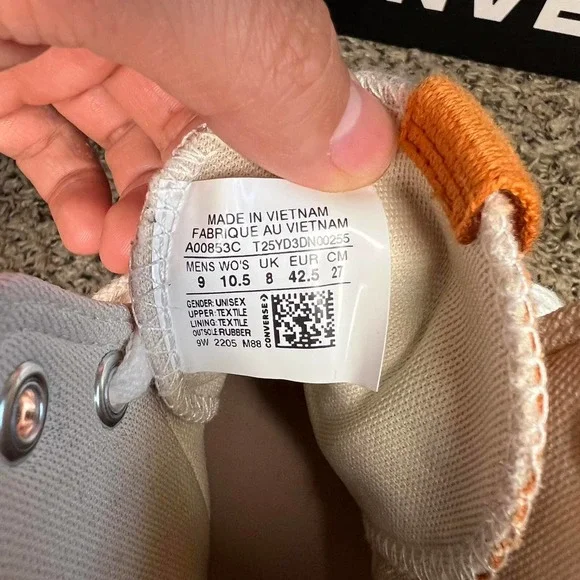 CONVE
MADE IN VIETNAM
FABRIQUE AU VIETNAM
A00853C T25YD3DN00255
MENS WO'S UK EUR CM
9 10.5 8 42.5 27
GENDER: UNISEX
UPPER: TEXTILE
LINING: TEXTILE
OUTSOLE: RUBBER
9W 2205 M88
CONVERSE